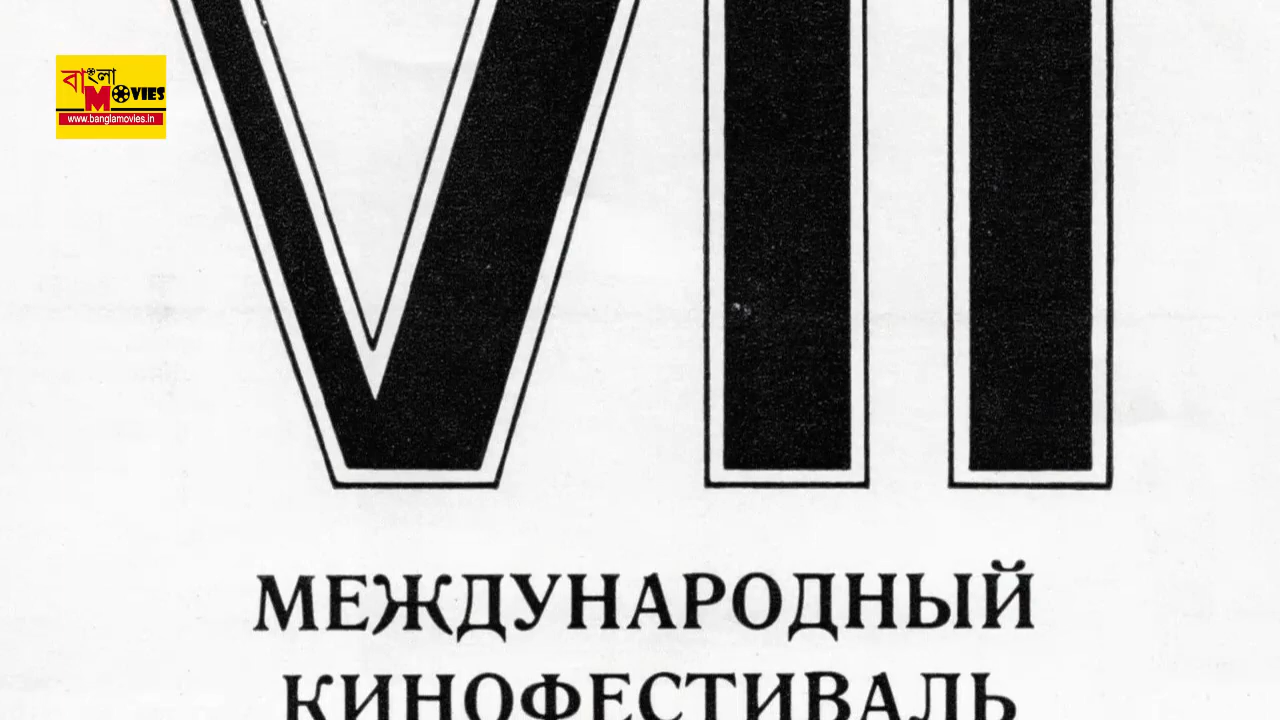 VII
বাংলা
MOVIES
www.banglamovies.in
МЕЖДУНАРОДНЫЙ
КИНОФЕСТИВАЛЬ